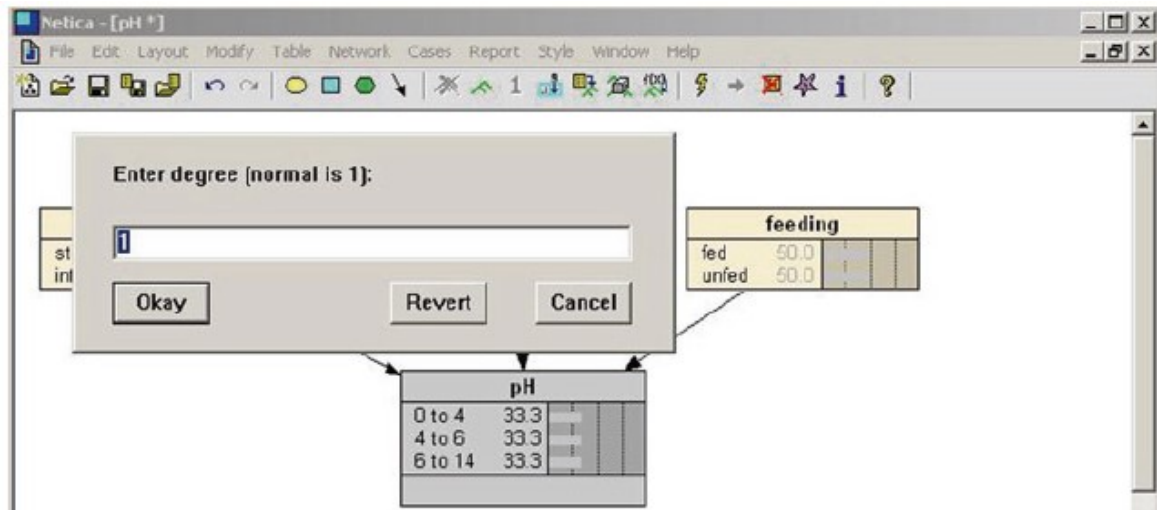 Netica - [pH *]
File Edit Layout Modify Table Network Cases Report Style Window Help
1 f(x) i ?
Enter degree (normal is 1):
1
Okay Revert Cancel
st
int
feeding
fed 50.0
unfed 50.0
pH
0 to 4 33.3
4 to 6 33.3
6 to 14 33.3